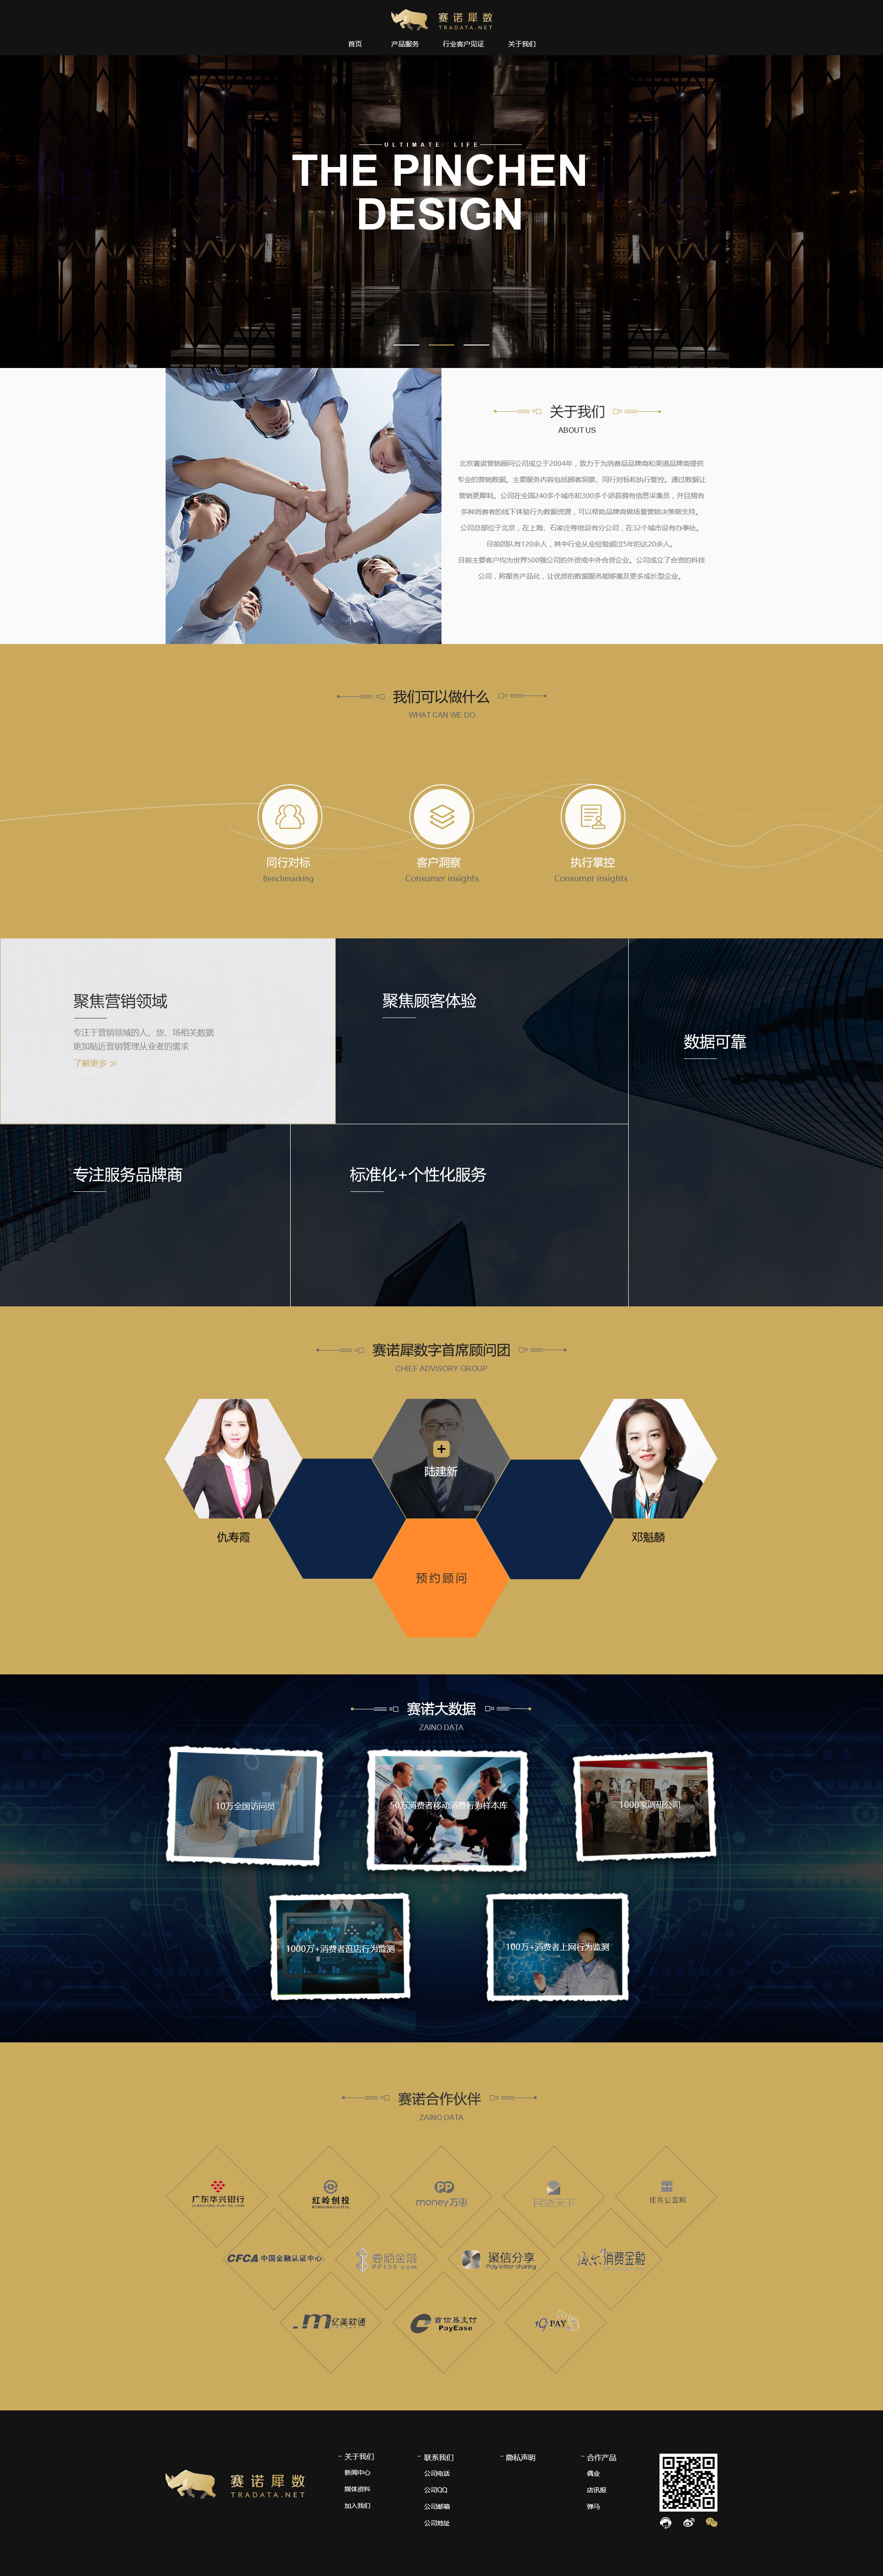 赛诺犀数
TRADATA.NET
首页 产品服务 行业客户见证 关于我们
ULTIMATE LIFE
THE PINCHEN
DESIGN
关于我们
ABOUT US
北京赛诺营销顾问公司成立于2004年，致力于为消费品品牌商和渠道品牌商提供
专业的营销数据。主要服务内容包括顾客洞察、同行对标和执行管控。通过数据让
营销更犀利。公司在全国240多个城市和300多个郊县拥有信息采集员，并且拥有
多种消费者的线下体验行为数据资源，可以帮助品牌商做场景营销决策做支持。
公司总部位于北京，在上海、石家庄等地设有分公司，在32个城市设有办事处。
目前团队有120余人，其中行业从业经验超过5年的达20余人。
目前主要客户均为世界500强公司的外资或中外合资企业。公司成立了合资的科技
公司，将服务产品化，让优质的数据服务能够惠及更多成长型企业。
我们可以做什么
WHAT CAN WE DO
同行对标 客户洞察 执行掌控
Benchmarking Consumer insights Consumer insights
聚焦营销领域
专注于营销领域的人、货、场相关数据
更加贴近营销管理从业者的需求
了解更多
聚焦顾客体验
数据可靠
专注服务品牌商
标准化+个性化服务
赛诺犀数字首席顾问团
CHIEF ADVISORY GROUP
陆建新
仇寿霞
邓魁麟
预约顾问
赛诺大数据
ZAINO DATA
10万全国访问员
50万消费者移动消费行为样本库
1000家调研公司
1000万+消费者逛店行为监测
100万+消费者上网行为监测
赛诺合作伙伴
ZAINO DATA
广东华兴银行
红岭创投
money万惠
CFCA 中国金融认证中心
PP100.com
聚信分享
Poly letter sharing
消费金融
亿美软通
首信易支付
PayEase
PAY
赛诺犀数
TRADATA.NET
关于我们
新闻中心
媒体资料
加入我们
联系我们
公司电话
公司QQ
公司邮箱
公司地址
隐私声明
合作产品
偶业
店讯报
弹马